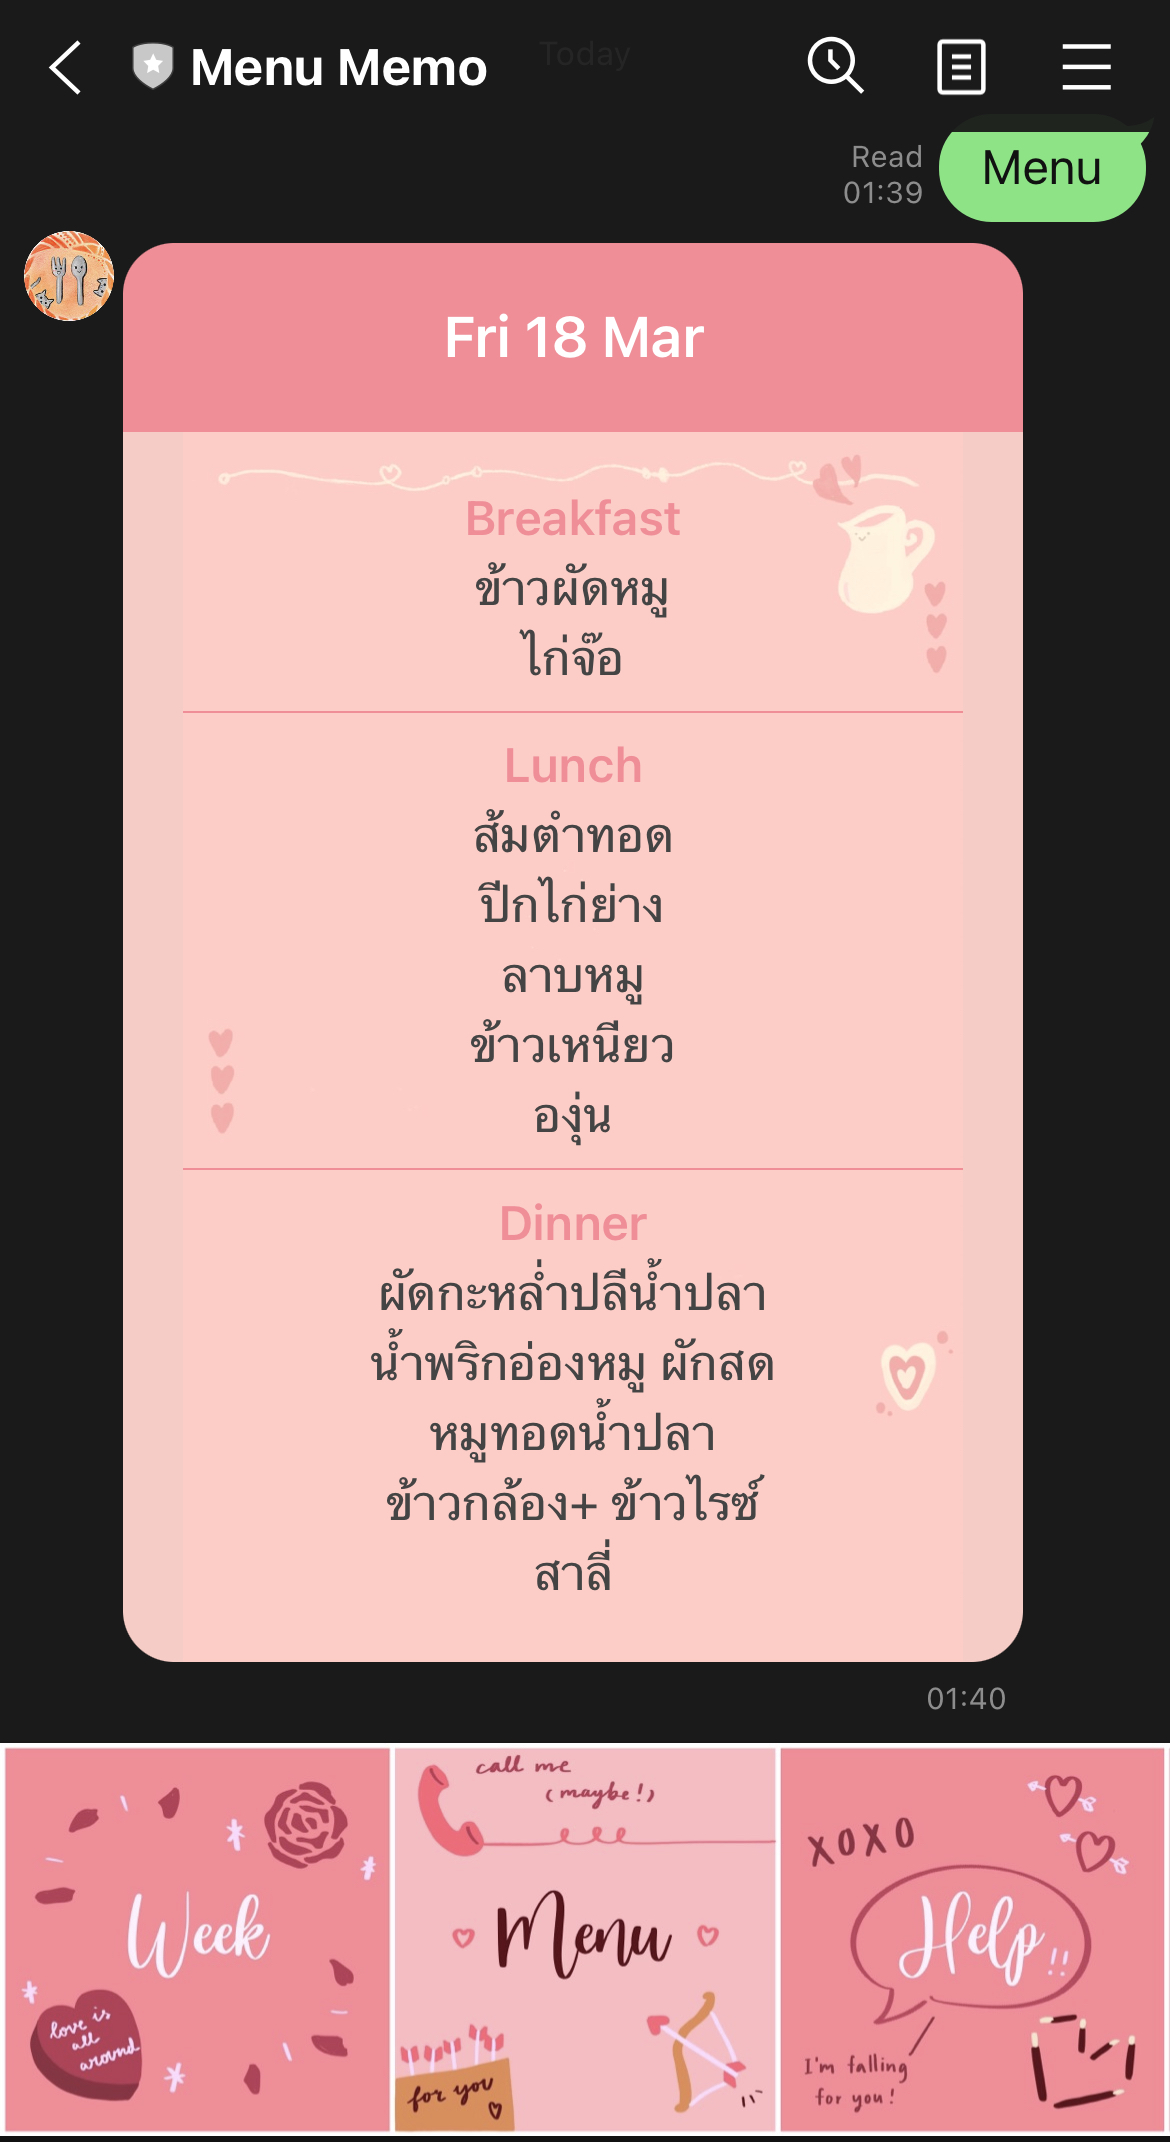 Menu Memo
Today
Read
01:39
Menu
Fri 18 Mar
Breakfast
ข้าวผัดหมู
ไก่จ๊อ
Lunch
ส้มตำทอด
ปีกไก่ย่าง
ลาบหมู
ข้าวเหนียว
องุ่น
Dinner
ผัดกะหล่ำปลีน้ำปลา
น้ำพริกอ่องหมู ผักสด
หมูทอดน้ำปลา
ข้าวกล้อง+ ข้าวไรซ์
สาลี่
01:40
Week
love is
all
around
call me
(maybe!)
Menu
for you
XOXO
Help!!
I'm falling
for you!